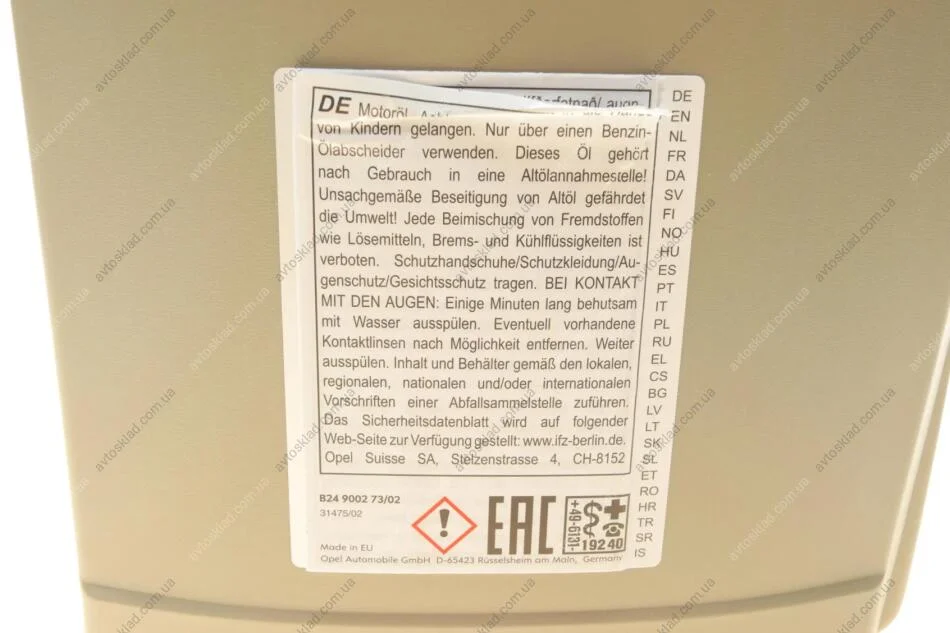 DE Motoröl
von Kindern gelangen. Nur über einen Benzin-
Ölabscheider verwenden. Dieses Öl gehört
nach Gebrauch in eine Altölannahmestelle!
Unsachgemäße Beseitigung von Altöl gefährdet
die Umwelt! Jede Beimischung von Fremdstoffen
wie Lösemitteln, Brems- und Kühlflüssigkeiten ist
verboten. Schutzhandschuhe/Schutzkleidung/Au-
genschutz/Gesichtsschutz tragen. BEI KONTAKT
MIT DEN AUGEN: Einige Minuten lang behutsam
mit Wasser ausspülen. Eventuell vorhandene
Kontaktlinsen nach Möglichkeit entfernen. Weiter
ausspülen. Inhalt und Behälter gemäß den lokalen,
regionalen, nationalen und/oder internationalen
Vorschriften einer Abfallsammelstelle zuführen.
Das Sicherheitsdatenblatt wird auf folgender
Web-Seite zur Verfügung gestellt: www.ifz-berlin.de.
Opel Suisse SA, Stelzenstrasse 4, CH-8152
DE
EN
NL
FR
DA
SV
FI
NO
HU
ES
PT
IT
PL
RU
EL
CS
BG
LV
LT
SK
SL
ET
RO
HR
TR
SR
IS
B24 9002 73/02
31475/02
EAC
+49-6131-
19240
Made in EU
Opel Automobile GmbH D-65423 Rüsselsheim am Main, Germany
avtosklad.com.ua